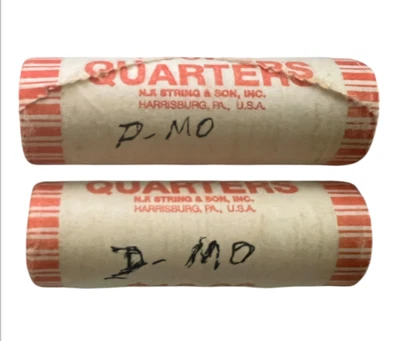 QUARTERS
N.F. STRING & SON, INC.
HARRISBURG, PA., U.S.A.
D-MO
QUARTERS
N.F. STRING & SON, INC.
HARRISBURG, PA., U.S.A.
D-MO